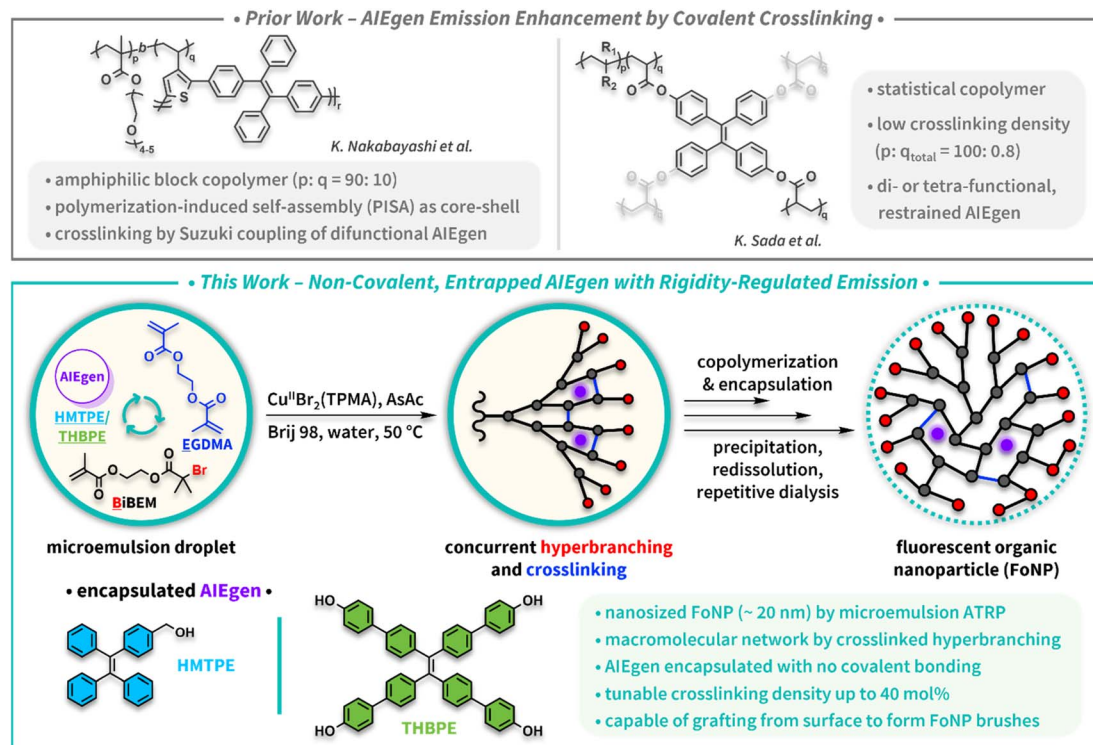 • Prior Work – AIEgen Emission Enhancement by Covalent Crosslinking •
p
b
q
O
O
O
4-5
S
r
K. Nakabayashi et al.
• amphiphilic block copolymer (p: q = 90: 10)
• polymerization-induced self-assembly (PISA) as core-shell
• crosslinking by Suzuki coupling of difunctional AIEgen
R1
R2
p
q
q
O
O
O
O
O
O
O
O
q
q
K. Sada et al.
• statistical copolymer
• low crosslinking density
(p: qtotal = 100: 0.8)
• di- or tetra-functional,
restrained AIEgen
• This Work – Non-Covalent, Entrapped AIEgen with Rigidity-Regulated Emission •
AIEgen
HMTPE/
THBPE
O
O
O
O
EGDMA
O
O
O
O
Br
BiBEM
microemulsion droplet
CuIIBr2(TPMA), AsAc
Brij 98, water, 50 °C
concurrent hyperbranching
and crosslinking
copolymerization
& encapsulation
precipitation,
redissolution,
repetitive dialysis
fluorescent organic
nanoparticle (FoNP)
• encapsulated AIEgen •
OH
HMTPE
HO
OH
HO
OH
THBPE
• nanosized FoNP (~ 20 nm) by microemulsion ATRP
• macromolecular network by crosslinked hyperbranching
• AIEgen encapsulated with no covalent bonding
• tunable crosslinking density up to 40 mol%
• capable of grafting from surface to form FoNP brushes